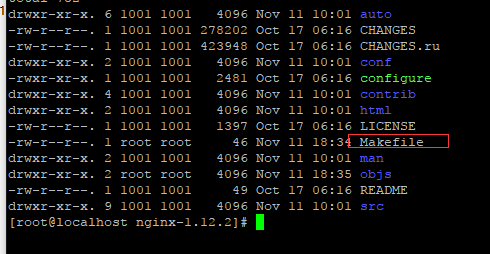 drwxr-xr-x. 6 1001 1001 4096 Nov 11 10:01 auto
-rw-r--r--. 1 1001 1001 278202 Oct 17 06:16 CHANGES
-rw-r--r--. 1 1001 1001 423948 Oct 17 06:16 CHANGES.ru
drwxr-xr-x. 2 1001 1001 4096 Nov 11 10:01 conf
-rwxr-xr-x. 1 1001 1001 2481 Oct 17 06:16 configure
drwxr-xr-x. 4 1001 1001 4096 Nov 11 10:01 contrib
drwxr-xr-x. 2 1001 1001 4096 Nov 11 10:01 html
-rw-r--r--. 1 1001 1001 1397 Oct 17 06:16 LICENSE
-rw-r--r--. 1 root root 46 Nov 11 18:34 Makefile
drwxr-xr-x. 2 1001 1001 4096 Nov 11 10:01 man
drwxr-xr-x. 2 root root 4096 Nov 11 18:35 objs
-rw-r--r--. 1 1001 1001 49 Oct 17 06:16 README
drwxr-xr-x. 9 1001 1001 4096 Nov 11 10:01 src
[root@localhost nginx-1.12.2]#